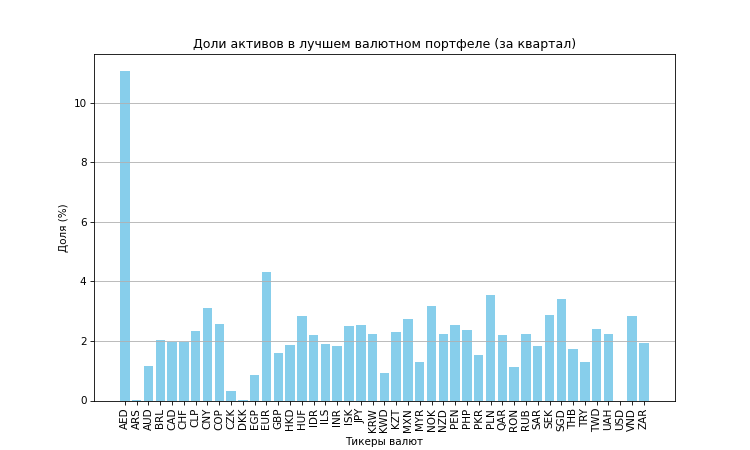 Доли активов в лучшем валютном портфеле (за квартал)
Доля (%)
10
8
6
4
2
0
AED ARS AUD BRL CAD CHF CLP CNY COP CZK DKK EGP EUR GBP HKD HUF IDR ILS INR ISK JPY KRW KWD KZT MXN MYR NOK NZD PEN PHP PKR PLN QAR RON RUB SAR SEK SGD THB TRY TWD UAH USD VND ZAR
Тикеры валют